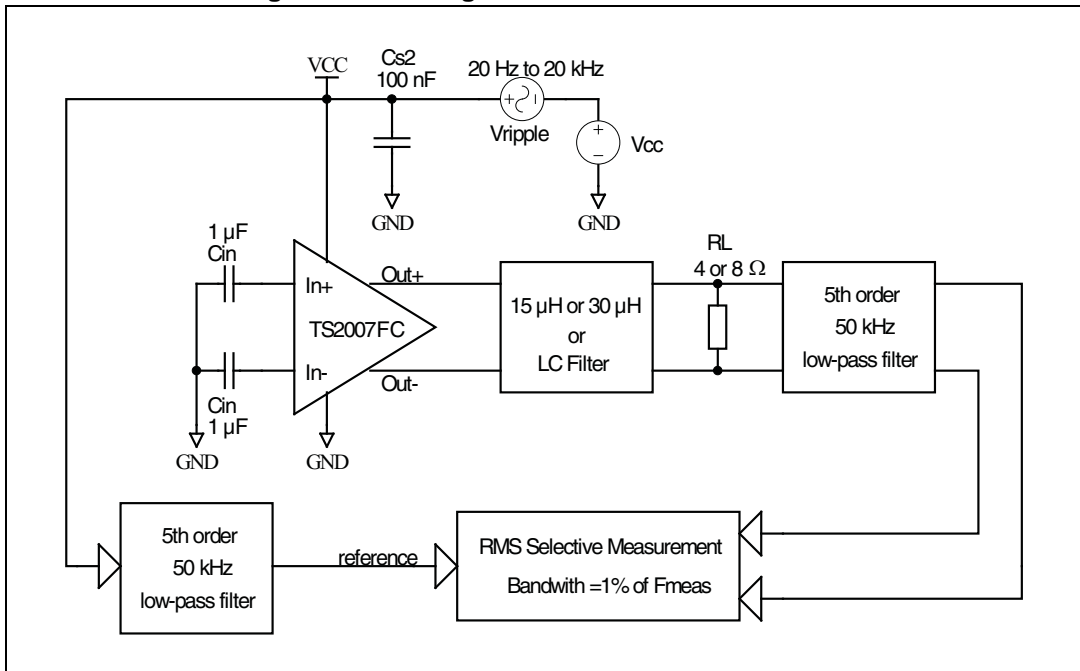 VCC
Cs2
100 nF
20 Hz to 20 kHz
Vripple
Vcc
GND
GND
1 µF
Cin
In+
Out+
TS2007FC
In-
Out-
Cin
1 µF
GND
GND
15 µH or 30 µH
or
LC Filter
RL
4 or 8 Ω
5th order
50 kHz
low-pass filter
5th order
50 kHz
low-pass filter
reference
RMS Selective Measurement
Bandwith =1% of Fmeas